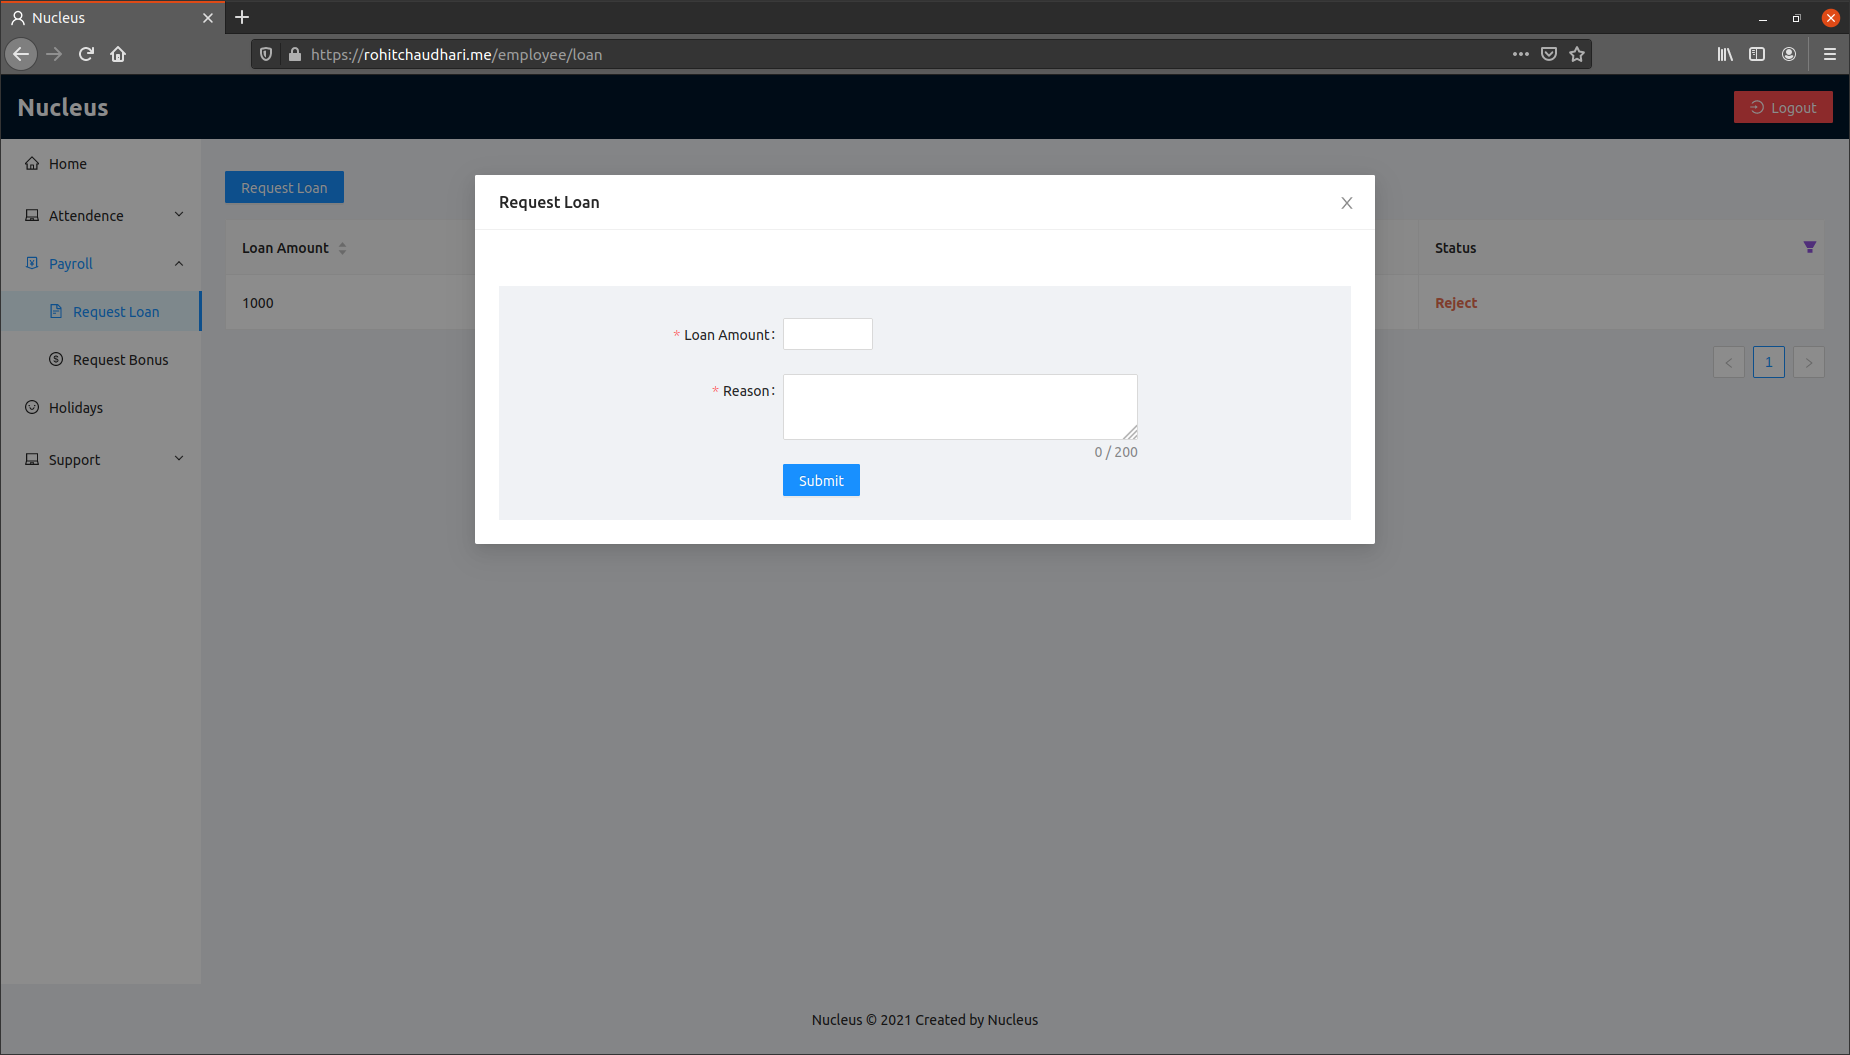 Nucleus
https://rohitchaudhari.me/employee/loan
Nucleus
Logout
Home
Attendence
Payroll
Request Loan
Request Bonus
Holidays
Support
Request Loan
Loan Amount
Status
1000
Reject
1
Request Loan
* Loan Amount:
* Reason:
0 / 200
Submit
Nucleus © 2021 Created by Nucleus